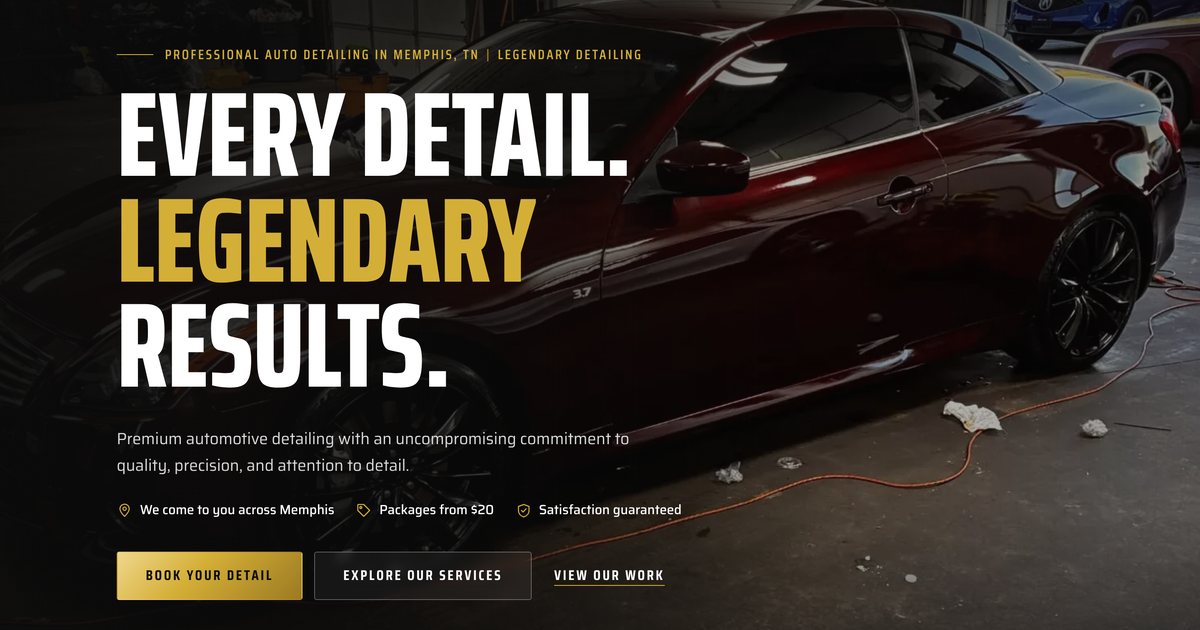 PROFESSIONAL AUTO DETAILING IN MEMPHIS, TN | LEGENDARY DETAILING
EVERY DETAIL.
LEGENDARY
RESULTS.
3.7
Premium automotive detailing with an uncompromising commitment to
quality, precision, and attention to detail.
We come to you across Memphis
Packages from $20
Satisfaction guaranteed
BOOK YOUR DETAIL
EXPLORE OUR SERVICES
VIEW OUR WORK